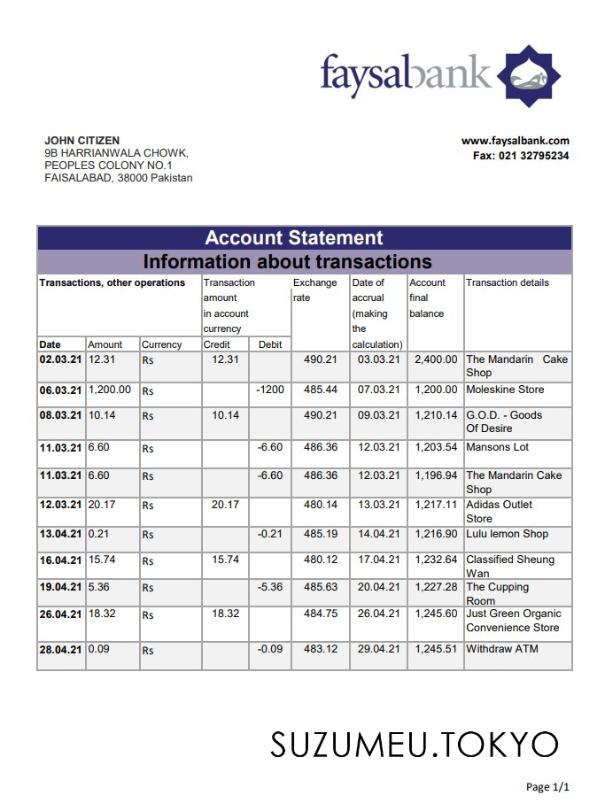 faysalbank
JOHN CITIZEN
9B HARRIANWALA CHOWK,
PEOPLES COLONY NO.1
FAISALABAD, 38000 Pakistan
www.faysalbank.com
Fax: 021 32795234
Account Statement
Information about transactions
Transactions, other operations Transaction amount in account currency Exchange rate Date of accrual (making the calculation) Account final balance Transaction details
Date Amount Currency Credit Debit
02.03.21 12.31 Rs 12.31 490.21 03.03.21 2,400.00 The Mandarin Cake
Shop
06.03.21 1,200.00 Rs -1200 485.44 07.03.21 1,200.00 Moleskine Store
08.03.21 10.14 Rs 10.14 490.21 09.03.21 1,210.14 G.O.D. - Goods
Of Desire
11.03.21 6.60 Rs -6.60 486.36 12.03.21 1,203.54 Mansons Lot
11.03.21 6.60 Rs -6.60 486.36 12.03.21 1,196.94 The Mandarin Cake
Shop
12.03.21 20.17 Rs 20.17 480.14 13.03.21 1,217.11 Adidas Outlet
Store
13.04.21 0.21 Rs -0.21 485.19 14.04.21 1,216.90 Lulu lemon Shop
16.04.21 15.74 Rs 15.74 480.12 17.04.21 1,232.64 Classified Sheung
Wan
19.04.21 5.36 Rs -5.36 485.63 20.04.21 1,227.28 The Cupping
Room
26.04.21 18.32 Rs 18.32 484.75 26.04.21 1,245.60 Just Green Organic
Convenience Store
28.04.21 0.09 Rs -0.09 483.12 29.04.21 1,245.51 Withdraw ATM
SUZUMEU.TOKYO
Page 1/1